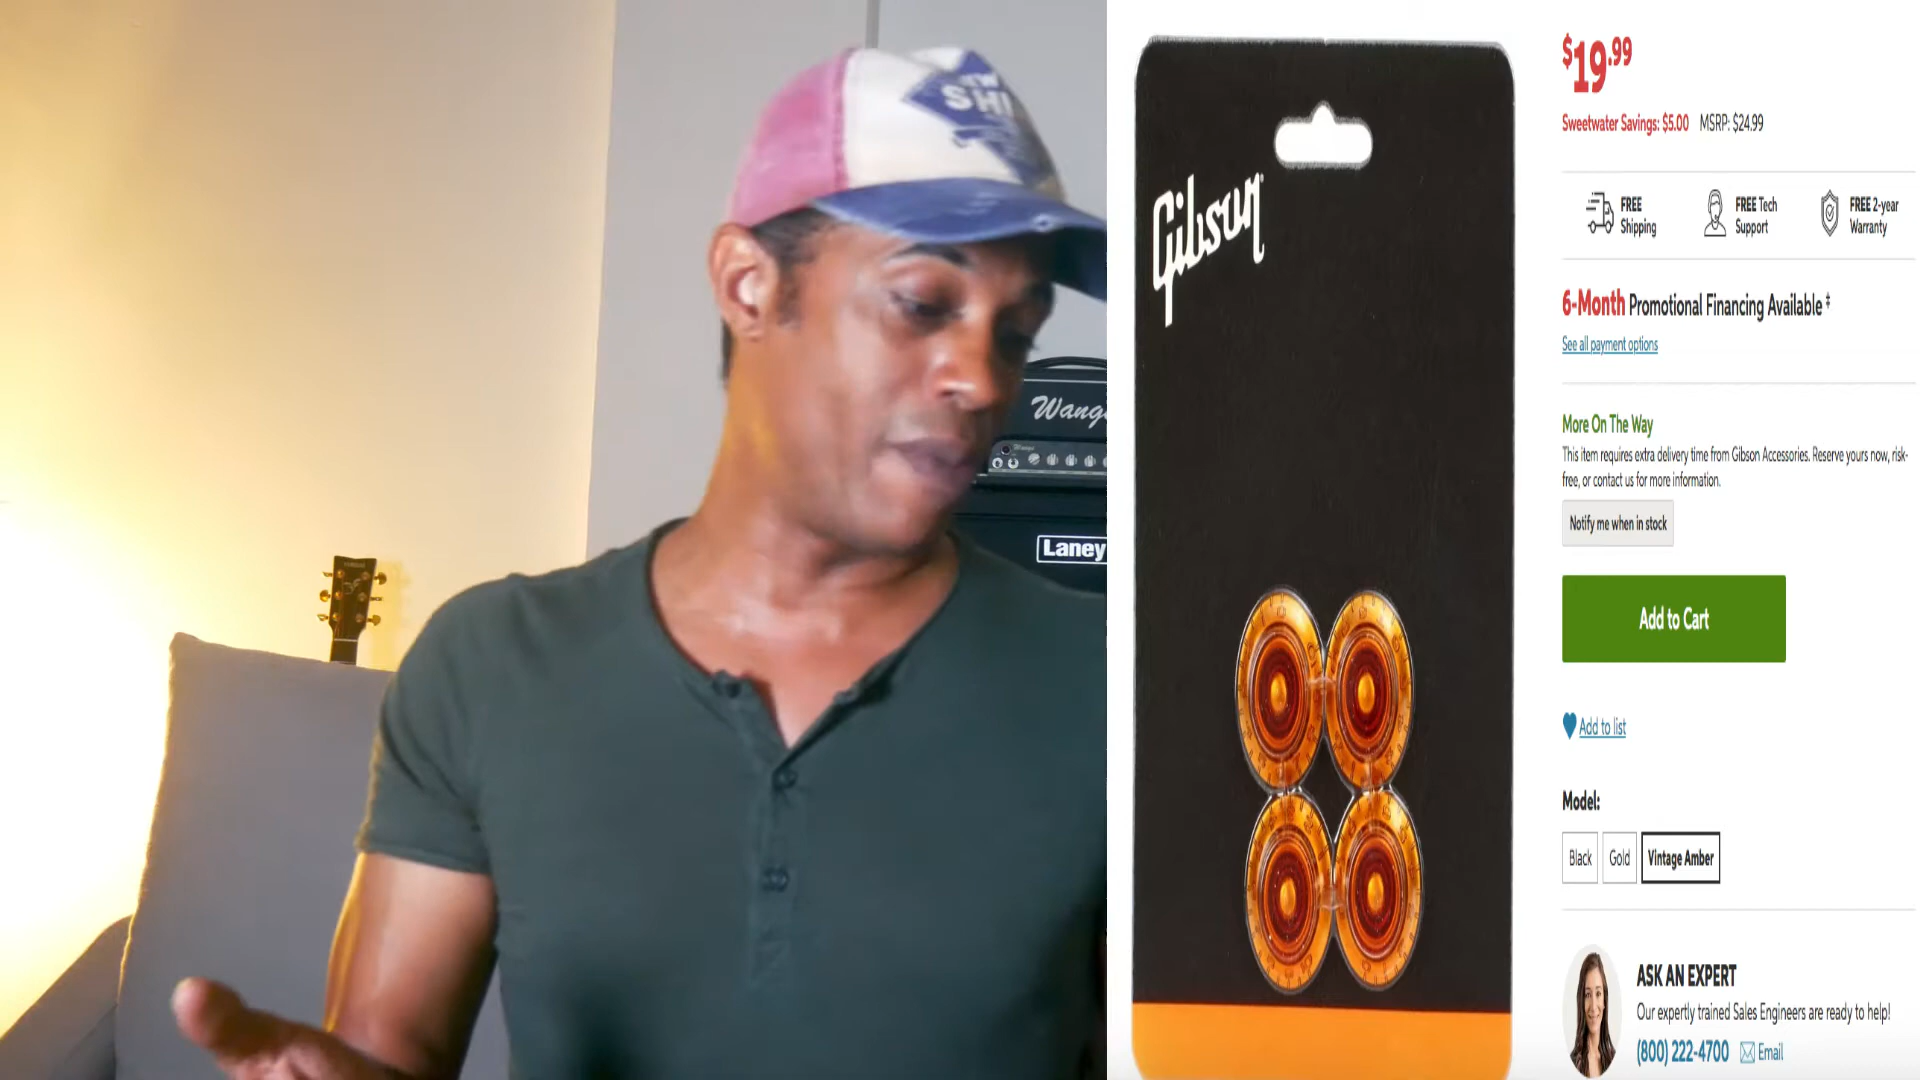 SHI
Wang
Laney
Gibson
$19.99
Sweetwater Savings: $5.00 MSRP: $24.99
FREE
Shipping
FREE Tech
Support
FREE 2-year
Warranty
6-Month Promotional Financing Available ‡
See all payment options
More On The Way
This item requires extra delivery time from Gibson Accessories. Reserve yours now, risk-
free, or contact us for more information.
Notify me when in stock
Add to Cart
Add to list
Model:
Black
Gold
Vintage Amber
ASK AN EXPERT
Our expertly trained Sales Engineers are ready to help!
(800) 222-4700
Email